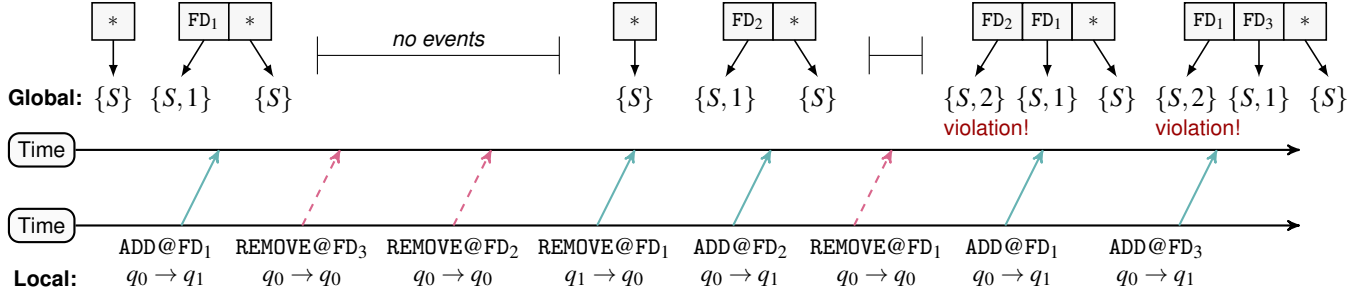 * FD₁ * no events * FD₂ * FD₂ FD₁ * FD₁ FD₃ *
Global: {S} {S, 1} {S} {S} {S, 1} {S} {S, 2} {S, 1} {S} {S, 2} {S, 1} {S}
violation! violation!
Time
Time
ADD@FD₁ REMOVE@FD₃ REMOVE@FD₂ REMOVE@FD₁ ADD@FD₂ REMOVE@FD₁ ADD@FD₁ ADD@FD₃
Local: q₀ → q₁ q₀ → q₀ q₀ → q₀ q₁ → q₀ q₀ → q₁ q₀ → q₀ q₀ → q₁ q₀ → q₁